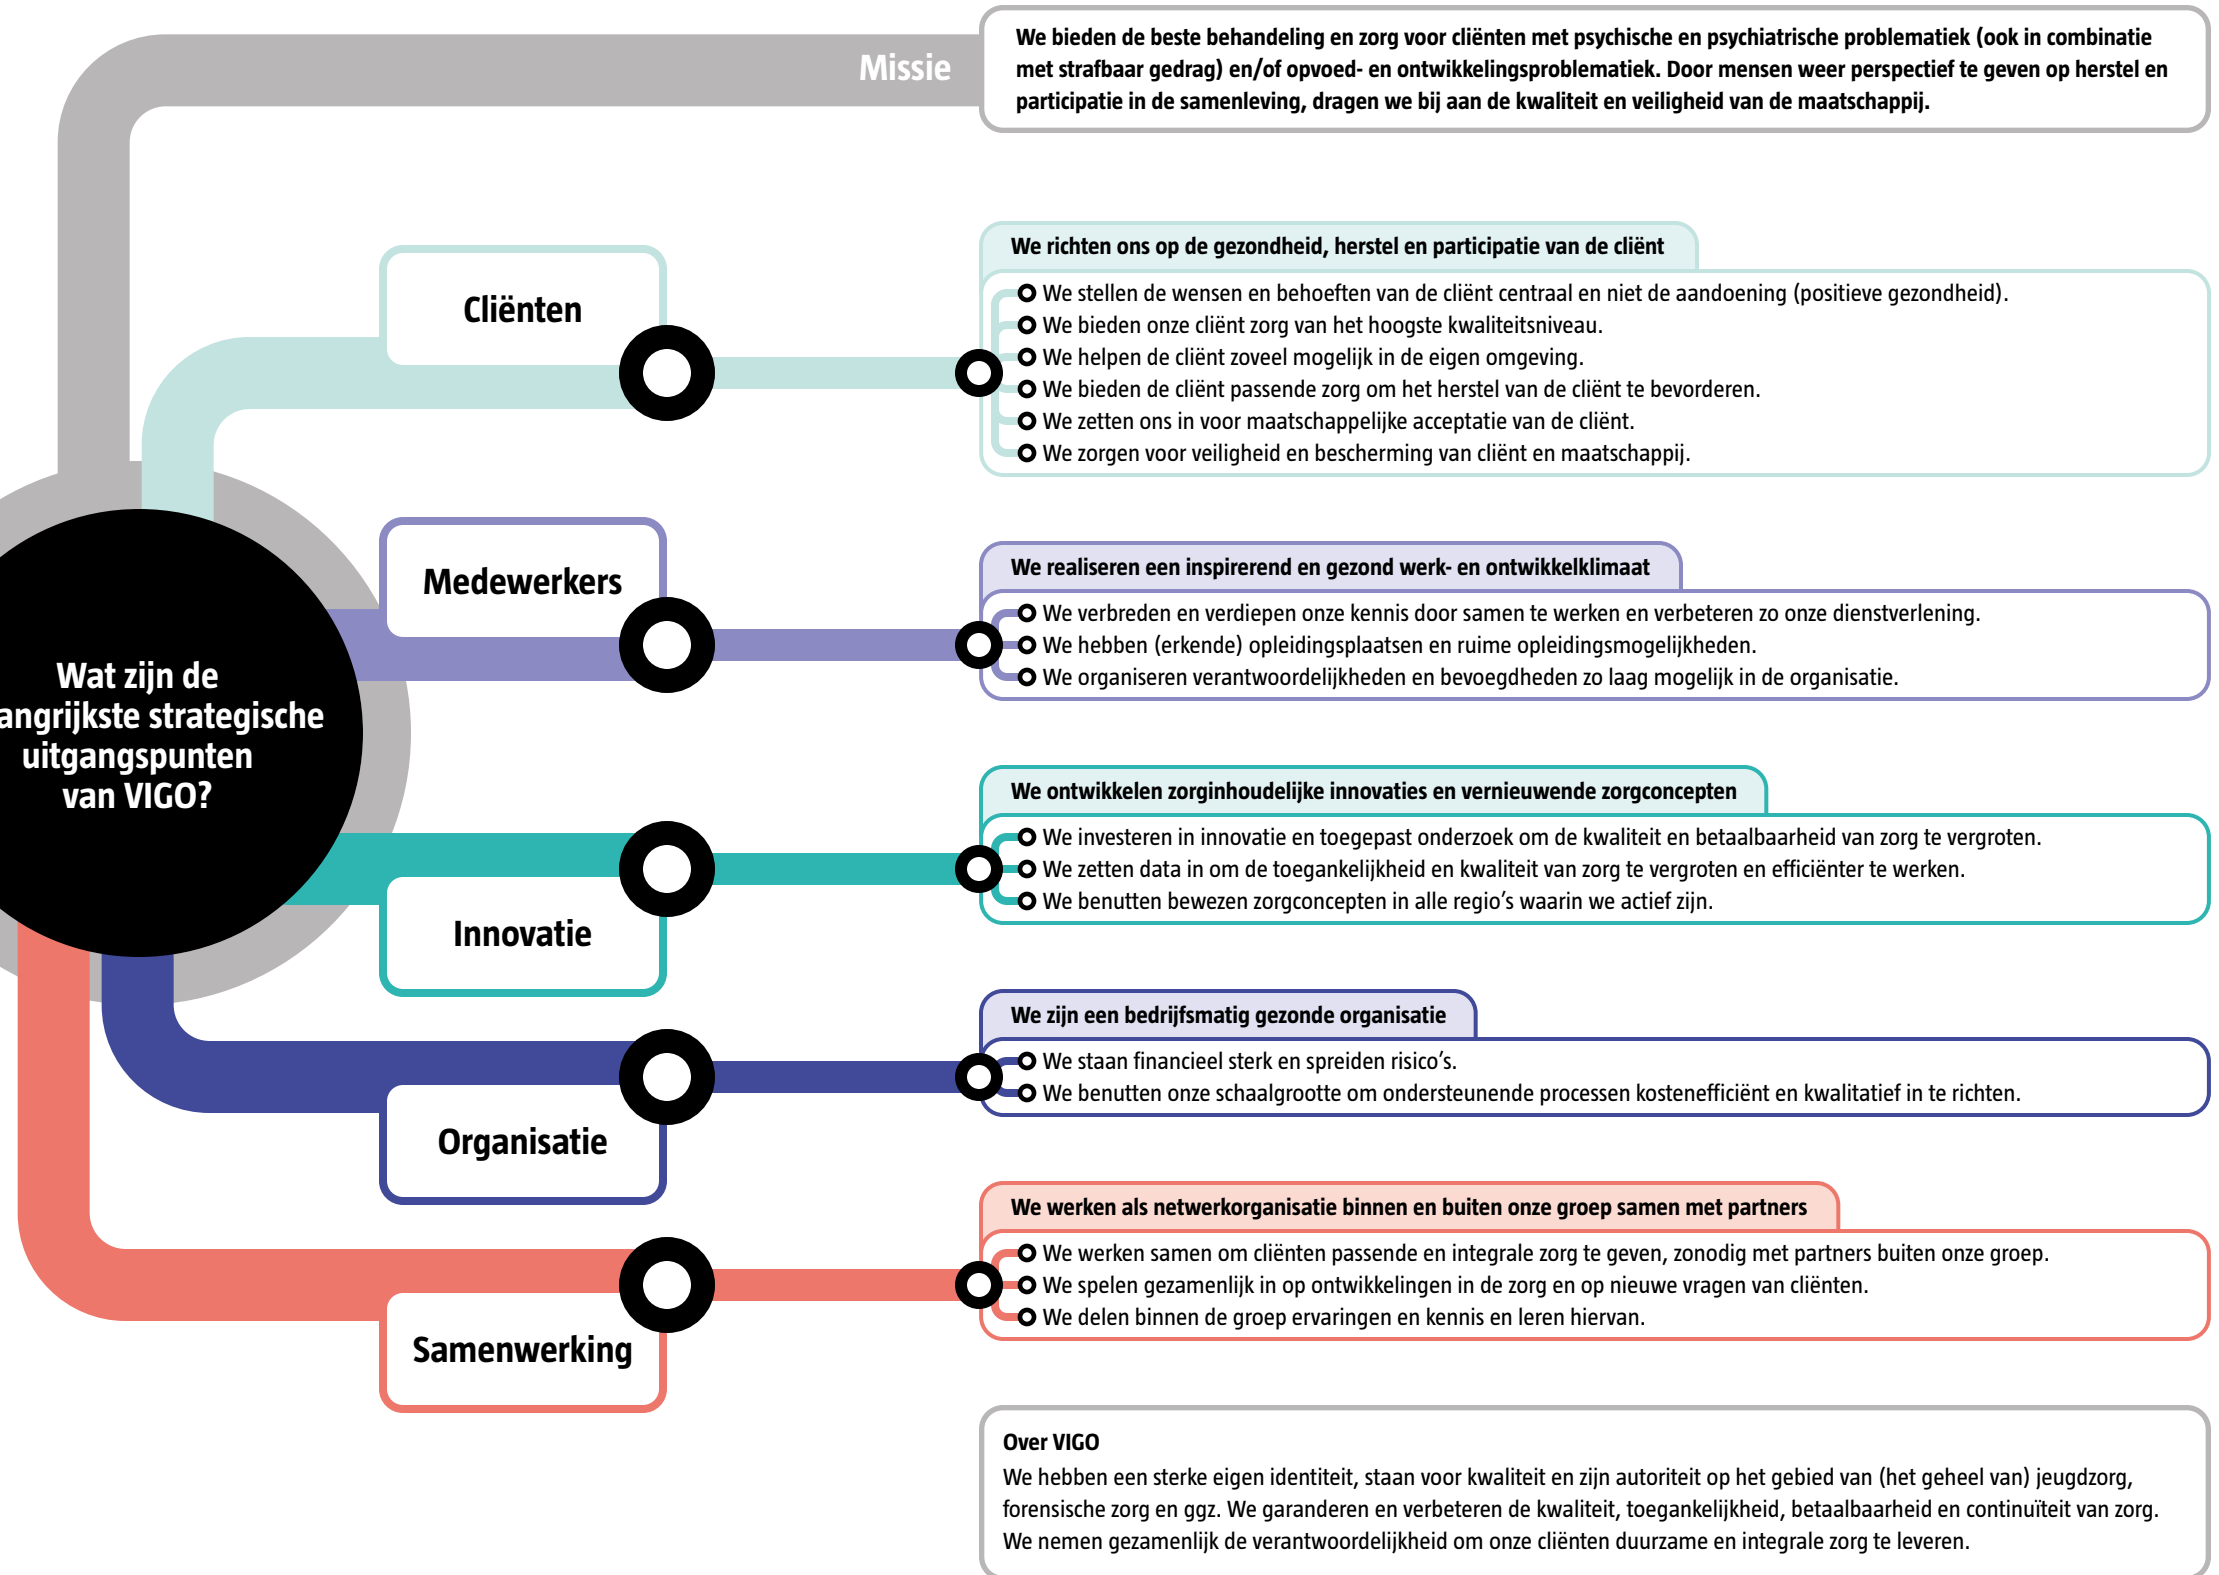 Missie
We bieden de beste behandeling en zorg voor cliënten met psychische en psychiatrische problematiek (ook in combinatie
met strafbaar gedrag) en/of opvoed- en ontwikkelingsproblematiek. Door mensen weer perspectief te geven op herstel en
participatie in de samenleving, dragen we bij aan de kwaliteit en veiligheid van de maatschappij.
Wat zijn de
angrijkste strategische
uitgangspunten
van VIGO?
Cliënten
We richten ons op de gezondheid, herstel en participatie van de cliënt
We stellen de wensen en behoeften van de cliënt centraal en niet de aandoening (positieve gezondheid).
We bieden onze cliënt zorg van het hoogste kwaliteitsniveau.
We helpen de cliënt zoveel mogelijk in de eigen omgeving.
We bieden de cliënt passende zorg om het herstel van de cliënt te bevorderen.
We zetten ons in voor maatschappelijke acceptatie van de cliënt.
We zorgen voor veiligheid en bescherming van cliënt en maatschappij.
Medewerkers
We realiseren een inspirerend en gezond werk- en ontwikkelklimaat
We verbreden en verdiepen onze kennis door samen te werken en verbeteren zo onze dienstverlening.
We hebben (erkende) opleidingsplaatsen en ruime opleidingsmogelijkheden.
We organiseren verantwoordelijkheden en bevoegdheden zo laag mogelijk in de organisatie.
Innovatie
We ontwikkelen zorginhoudelijke innovaties en vernieuwende zorgconcepten
We investeren in innovatie en toegepast onderzoek om de kwaliteit en betaalbaarheid van zorg te vergroten.
We zetten data in om de toegankelijkheid en kwaliteit van zorg te vergroten en efficiënter te werken.
We benutten bewezen zorgconcepten in alle regio's waarin we actief zijn.
Organisatie
We zijn een bedrijfsmatig gezonde organisatie
We staan financieel sterk en spreiden risico's.
We benutten onze schaalgrootte om ondersteunende processen kostenefficiënt en kwalitatief in te richten.
Samenwerking
We werken als netwerkorganisatie binnen en buiten onze groep samen met partners
We werken samen om cliënten passende en integrale zorg te geven, zonodig met partners buiten onze groep.
We spelen gezamenlijk in op ontwikkelingen in de zorg en op nieuwe vragen van cliënten.
We delen binnen de groep ervaringen en kennis en leren hiervan.
Over VIGO
We hebben een sterke eigen identiteit, staan voor kwaliteit en zijn autoriteit op het gebied van (het geheel van) jeugdzorg,
forensische zorg en ggz. We garanderen en verbeteren de kwaliteit, toegankelijkheid, betaalbaarheid en continuïteit van zorg.
We nemen gezamenlijk de verantwoordelijkheid om onze cliënten duurzame en integrale zorg te leveren.